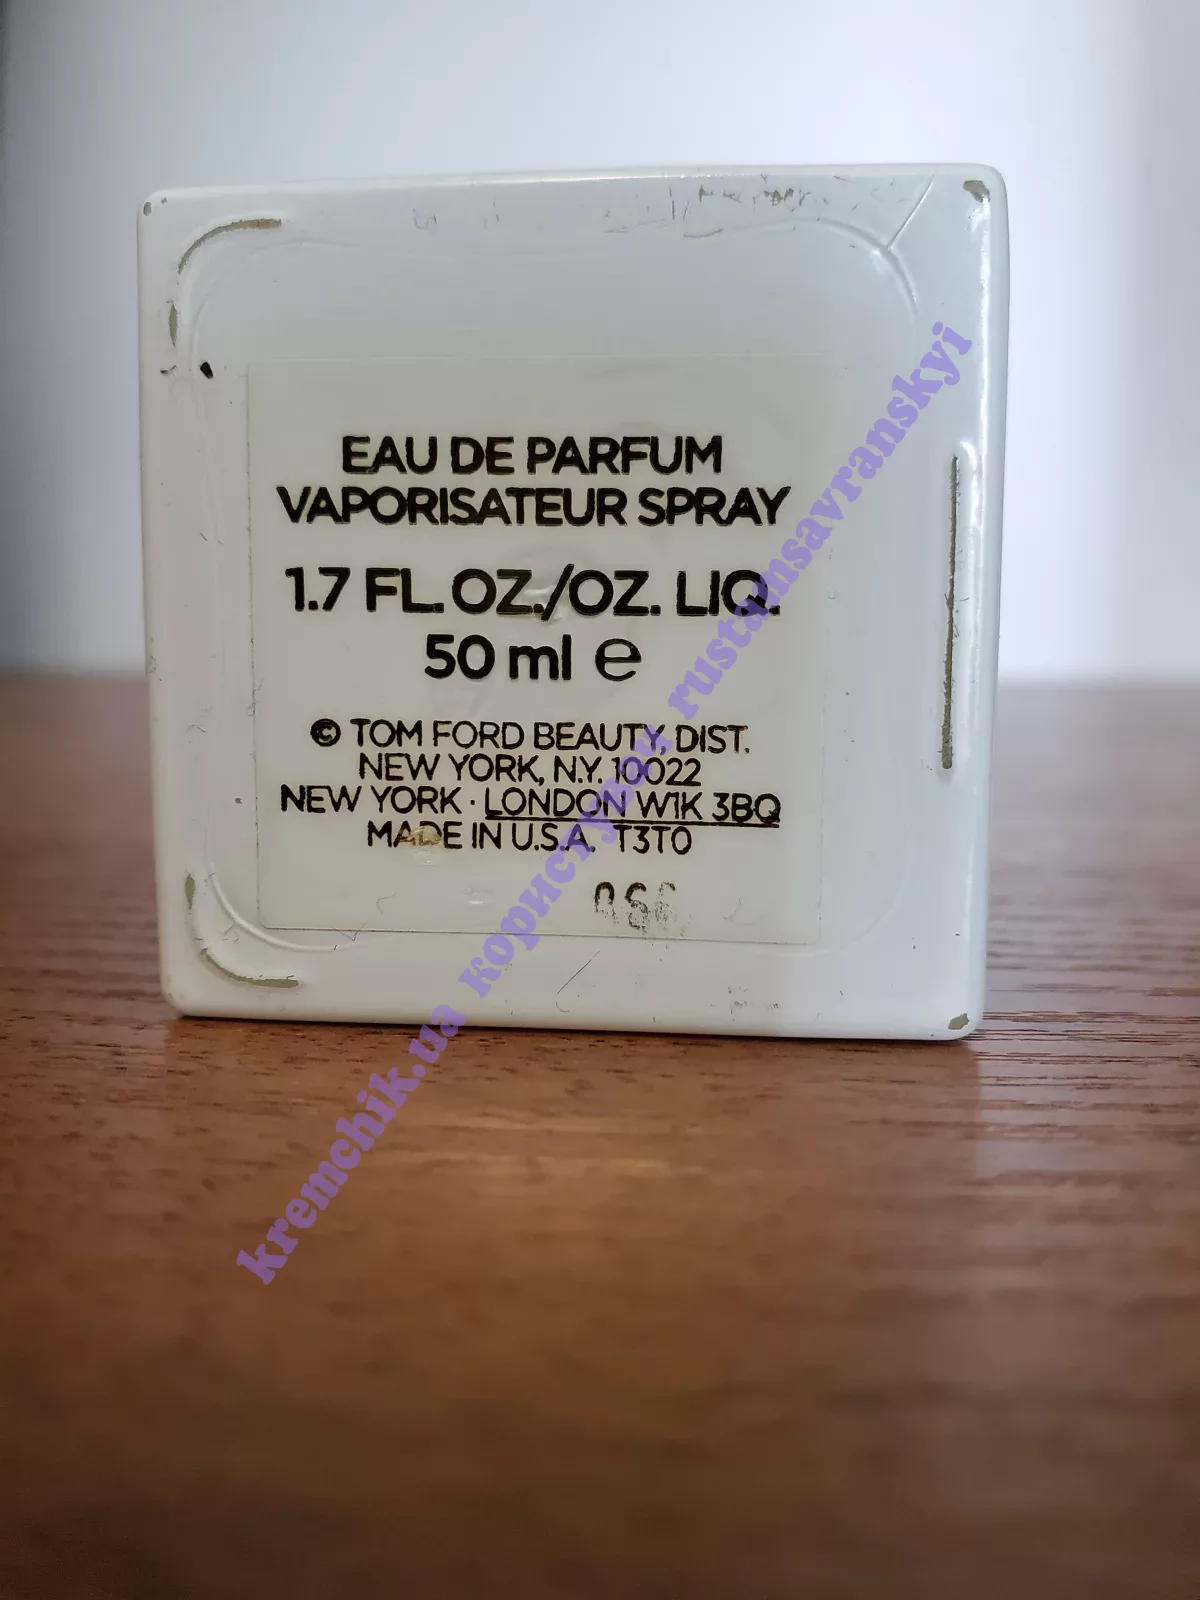 EAU DE PARFUM
VAPORISATEUR SPRAY
1.7 FL.OZ./OZ. LIQ.
50 ml ℮
© TOM FORD BEAUTY, DIST.
NEW YORK, N.Y. 10022
NEW YORK · LONDON W1K 3BQ
MADE IN U.S.A. T3T0
kremchik.ua користувач rustamsavranskyi